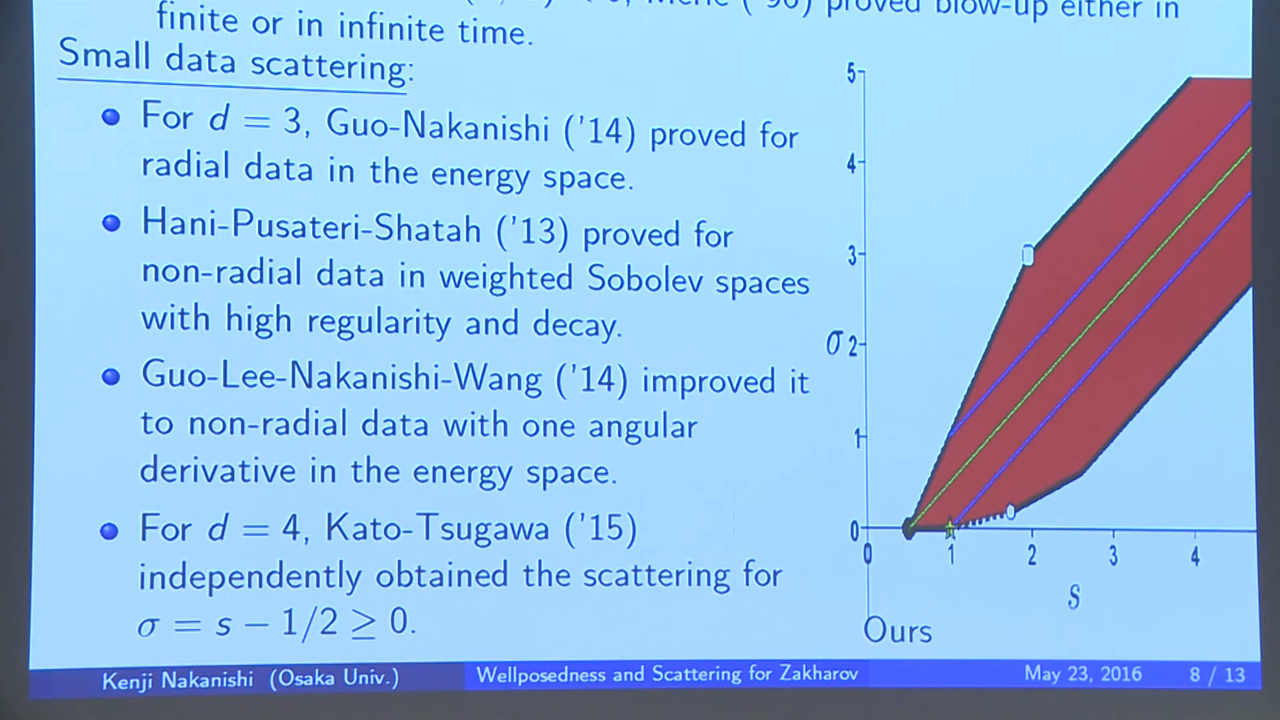 proved blow-up either in
finite or in infinite time.
Small data scattering:
For d = 3, Guo-Nakanishi ('14) proved for
radial data in the energy space.
Hani-Pusateri-Shatah ('13) proved for
non-radial data in weighted Sobolev spaces
with high regularity and decay.
Guo-Lee-Nakanishi-Wang ('14) improved it
to non-radial data with one angular
derivative in the energy space.
For d = 4, Kato-Tsugawa ('15)
independently obtained the scattering for
σ = s − 1/2 ≥ 0.
5
4
3
σ 2
1
0
0 1 2 3 4
s
Ours
Kenji Nakanishi (Osaka Univ.) Wellposedness and Scattering for Zakharov May 23, 2016 8 / 13